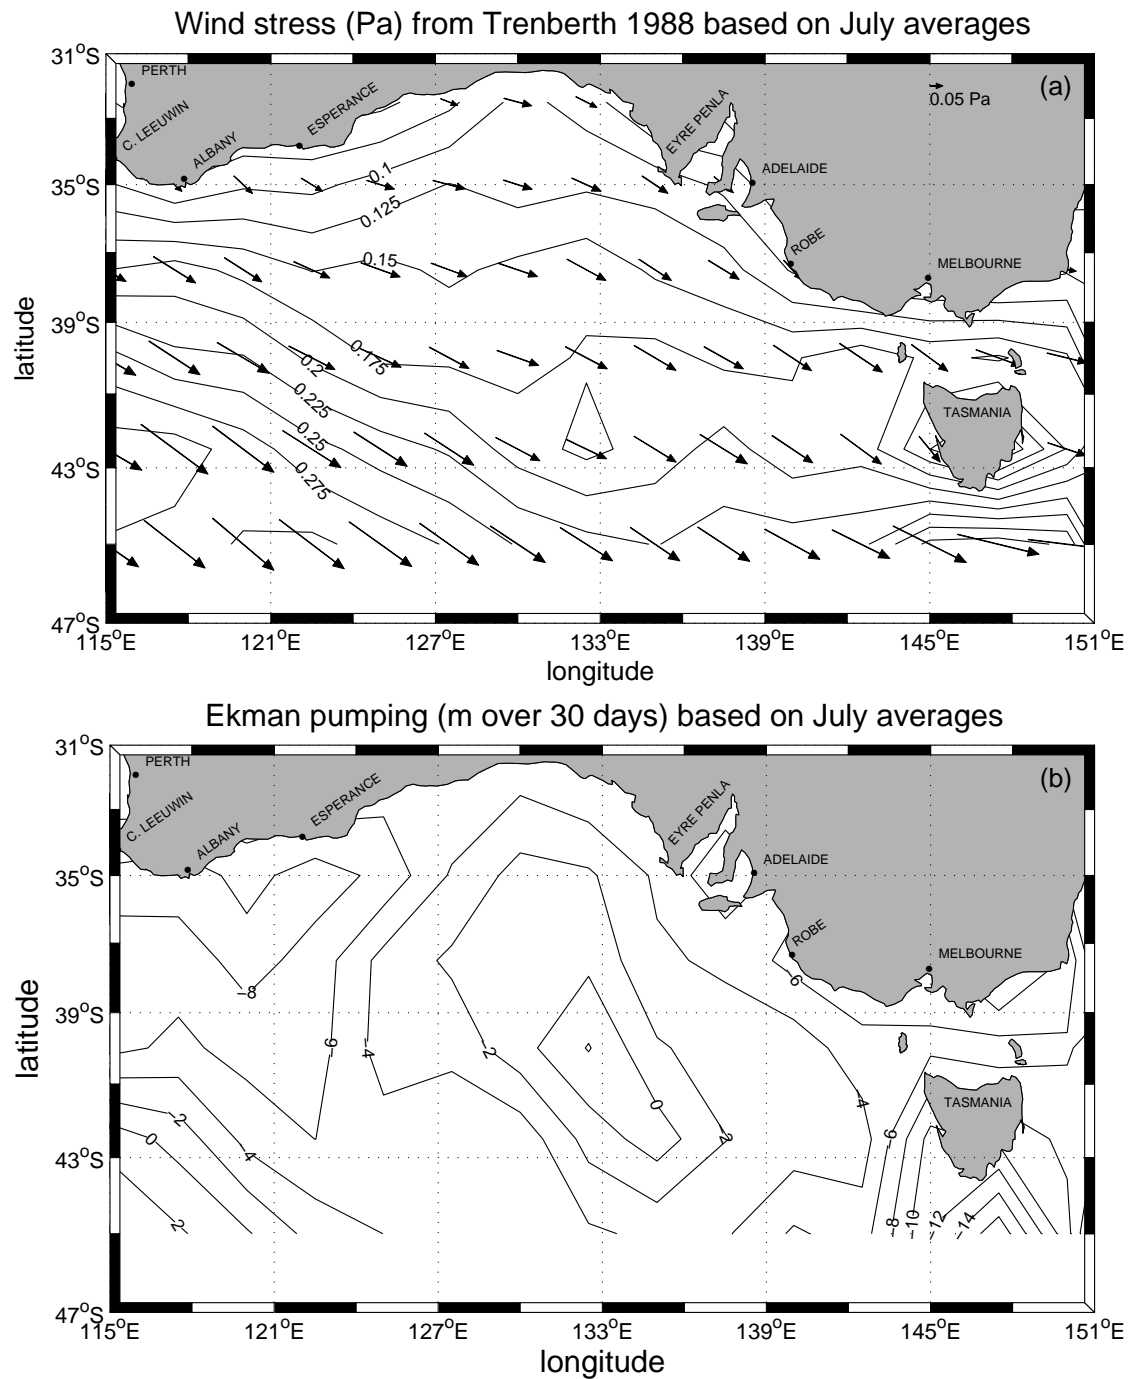 Wind stress (Pa) from Trenberth 1988 based on July averages
31°S
PERTH
(a)
0.05 Pa
C. LEEUWIN
ALBANY
ESPERANCE
EYRE PENLA
ADELAIDE
0.1
35°S
0.125
ROBE
0.15
MELBOURNE
latitude
39°S
0.175
0.2
0.225
TASMANIA
0.25
43°S
0.275
47°S
115°E
121°E
127°E
133°E
139°E
145°E
151°E
longitude
Ekman pumping (m over 30 days) based on July averages
31°S
PERTH
(b)
C. LEEUWIN
ALBANY
ESPERANCE
EYRE PENLA
ADELAIDE
35°S
ROBE
MELBOURNE
−6
−8
latitude
39°S
−6
−4
−2
0
−4
TASMANIA
−2
0
−4
−2
−6
43°S
2
−8
−10
−12
−14
47°S
115°E
121°E
127°E
133°E
139°E
145°E
151°E
longitude